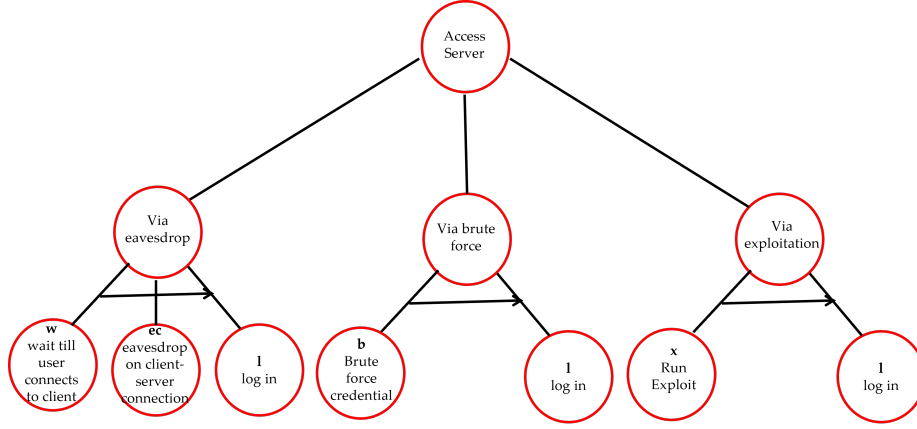 Access
Server
Via
eavesdrop
Via brute
force
Via
exploitation
w
wait till
user
connects
to client
ec
eavesdrop
on client-
server
connection
l
log in
b
Brute
force
credential
l
log in
x
Run
Exploit
l
log in